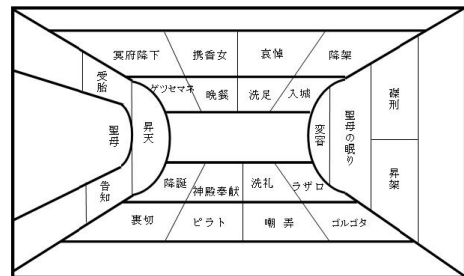 冥府降下 携香女 哀悼 降架
ゲツセマネ 晩餐 洗足 入城
受胎
告知
聖母
昇天
変容
聖母の眠り
磔刑
昇架
降誕 神殿奉献 洗礼 ラザロ
裏切 ピラト 嘲弄 ゴルゴタ